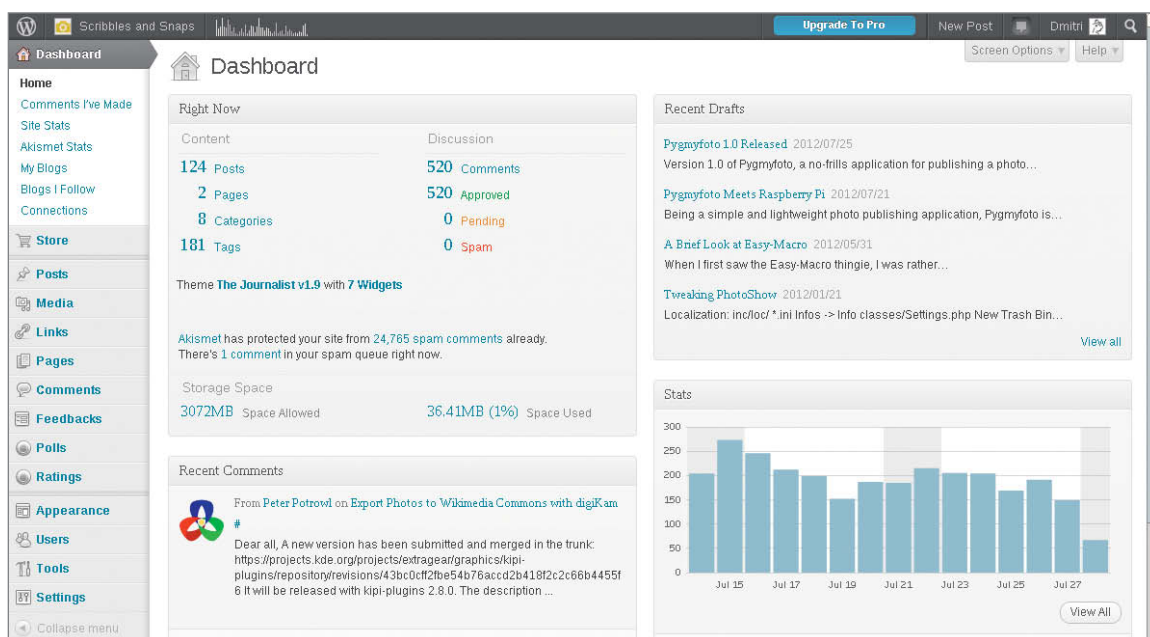 Scribbles and Snaps
Upgrade To Pro
New Post
Dmitri
Dashboard
Home
Comments I've Made
Site Stats
Akismet Stats
My Blogs
Blogs I Follow
Connections
Store
Posts
Media
Links
Pages
Comments
Feedbacks
Polls
Ratings
Appearance
Users
Tools
Settings
Collapse menu
Screen Options
Help
Dashboard
Right Now
Content
124 Posts
2 Pages
8 Categories
181 Tags
Discussion
520 Comments
520 Approved
0 Pending
0 Spam
Theme The Journalist v1.9 with 7 Widgets
Akismet has protected your site from 24,765 spam comments already.
There's 1 comment in your spam queue right now.
Storage Space
3072MB Space Allowed
36.41MB (1%) Space Used
Recent Comments
From Peter Potrowl on Export Photos to Wikimedia Commons with digiKam
#
Dear all, A new version has been submitted and merged in the trunk:
https://projects.kde.org/projects/extragear/graphics/kipi-
plugins/repository/revisions/43bc0cff2fbe54b76accd2b418f2c2c66b4455f
6 It will be released with kipi-plugins 2.8.0. The description ...
Recent Drafts
Pygmyfoto 1.0 Released 2012/07/25
Version 1.0 of Pygmyfoto, a no-frills application for publishing a photo…
Pygmyfoto Meets Raspberry Pi 2012/07/21
Being a simple and lightweight photo publishing application, Pygmyfoto is…
A Brief Look at Easy-Macro 2012/05/31
When I first saw the Easy-Macro thingie, I was rather…
Tweaking PhotoShow 2012/01/21
Localization: inc/loc/ *.ini Infos -> Info classes/Settings.php New Trash Bin…
View all
Stats
300
250
200
150
100
50
0
Jul 15
Jul 17
Jul 19
Jul 21
Jul 23
Jul 25
Jul 27
View All